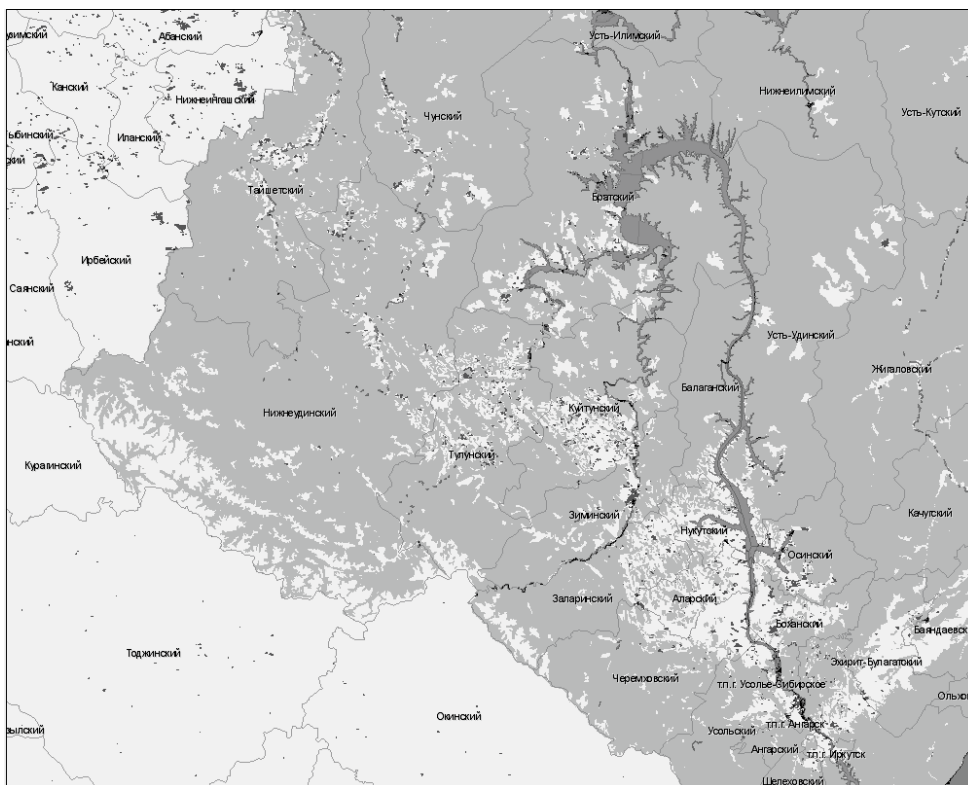 Абанский
Усть-Илимский
Канский
Нижнеингашский
Нижнеилимский
Чунский
Усть-Кутский
Иланский
Тайшетский
Братский
Ирбейский
Саянский
Усть-Удинский
Жигаловский
Балаганский
Нижнеудинский
Куйтунский
Тулунский
Курагинский
Зиминский
Качугский
Нукутский
Осинский
Заларинский
Аларский
Боханский
Баяндаевск
Тоджинский
Эхирит-Булагатский
Черемховский
т.п.г. Усолье-Сибирское
Ольхо
Окинский
т.п.г. Ангарск
Усольский
Ангарский
т.п.г. Иркутск
Шелеховский